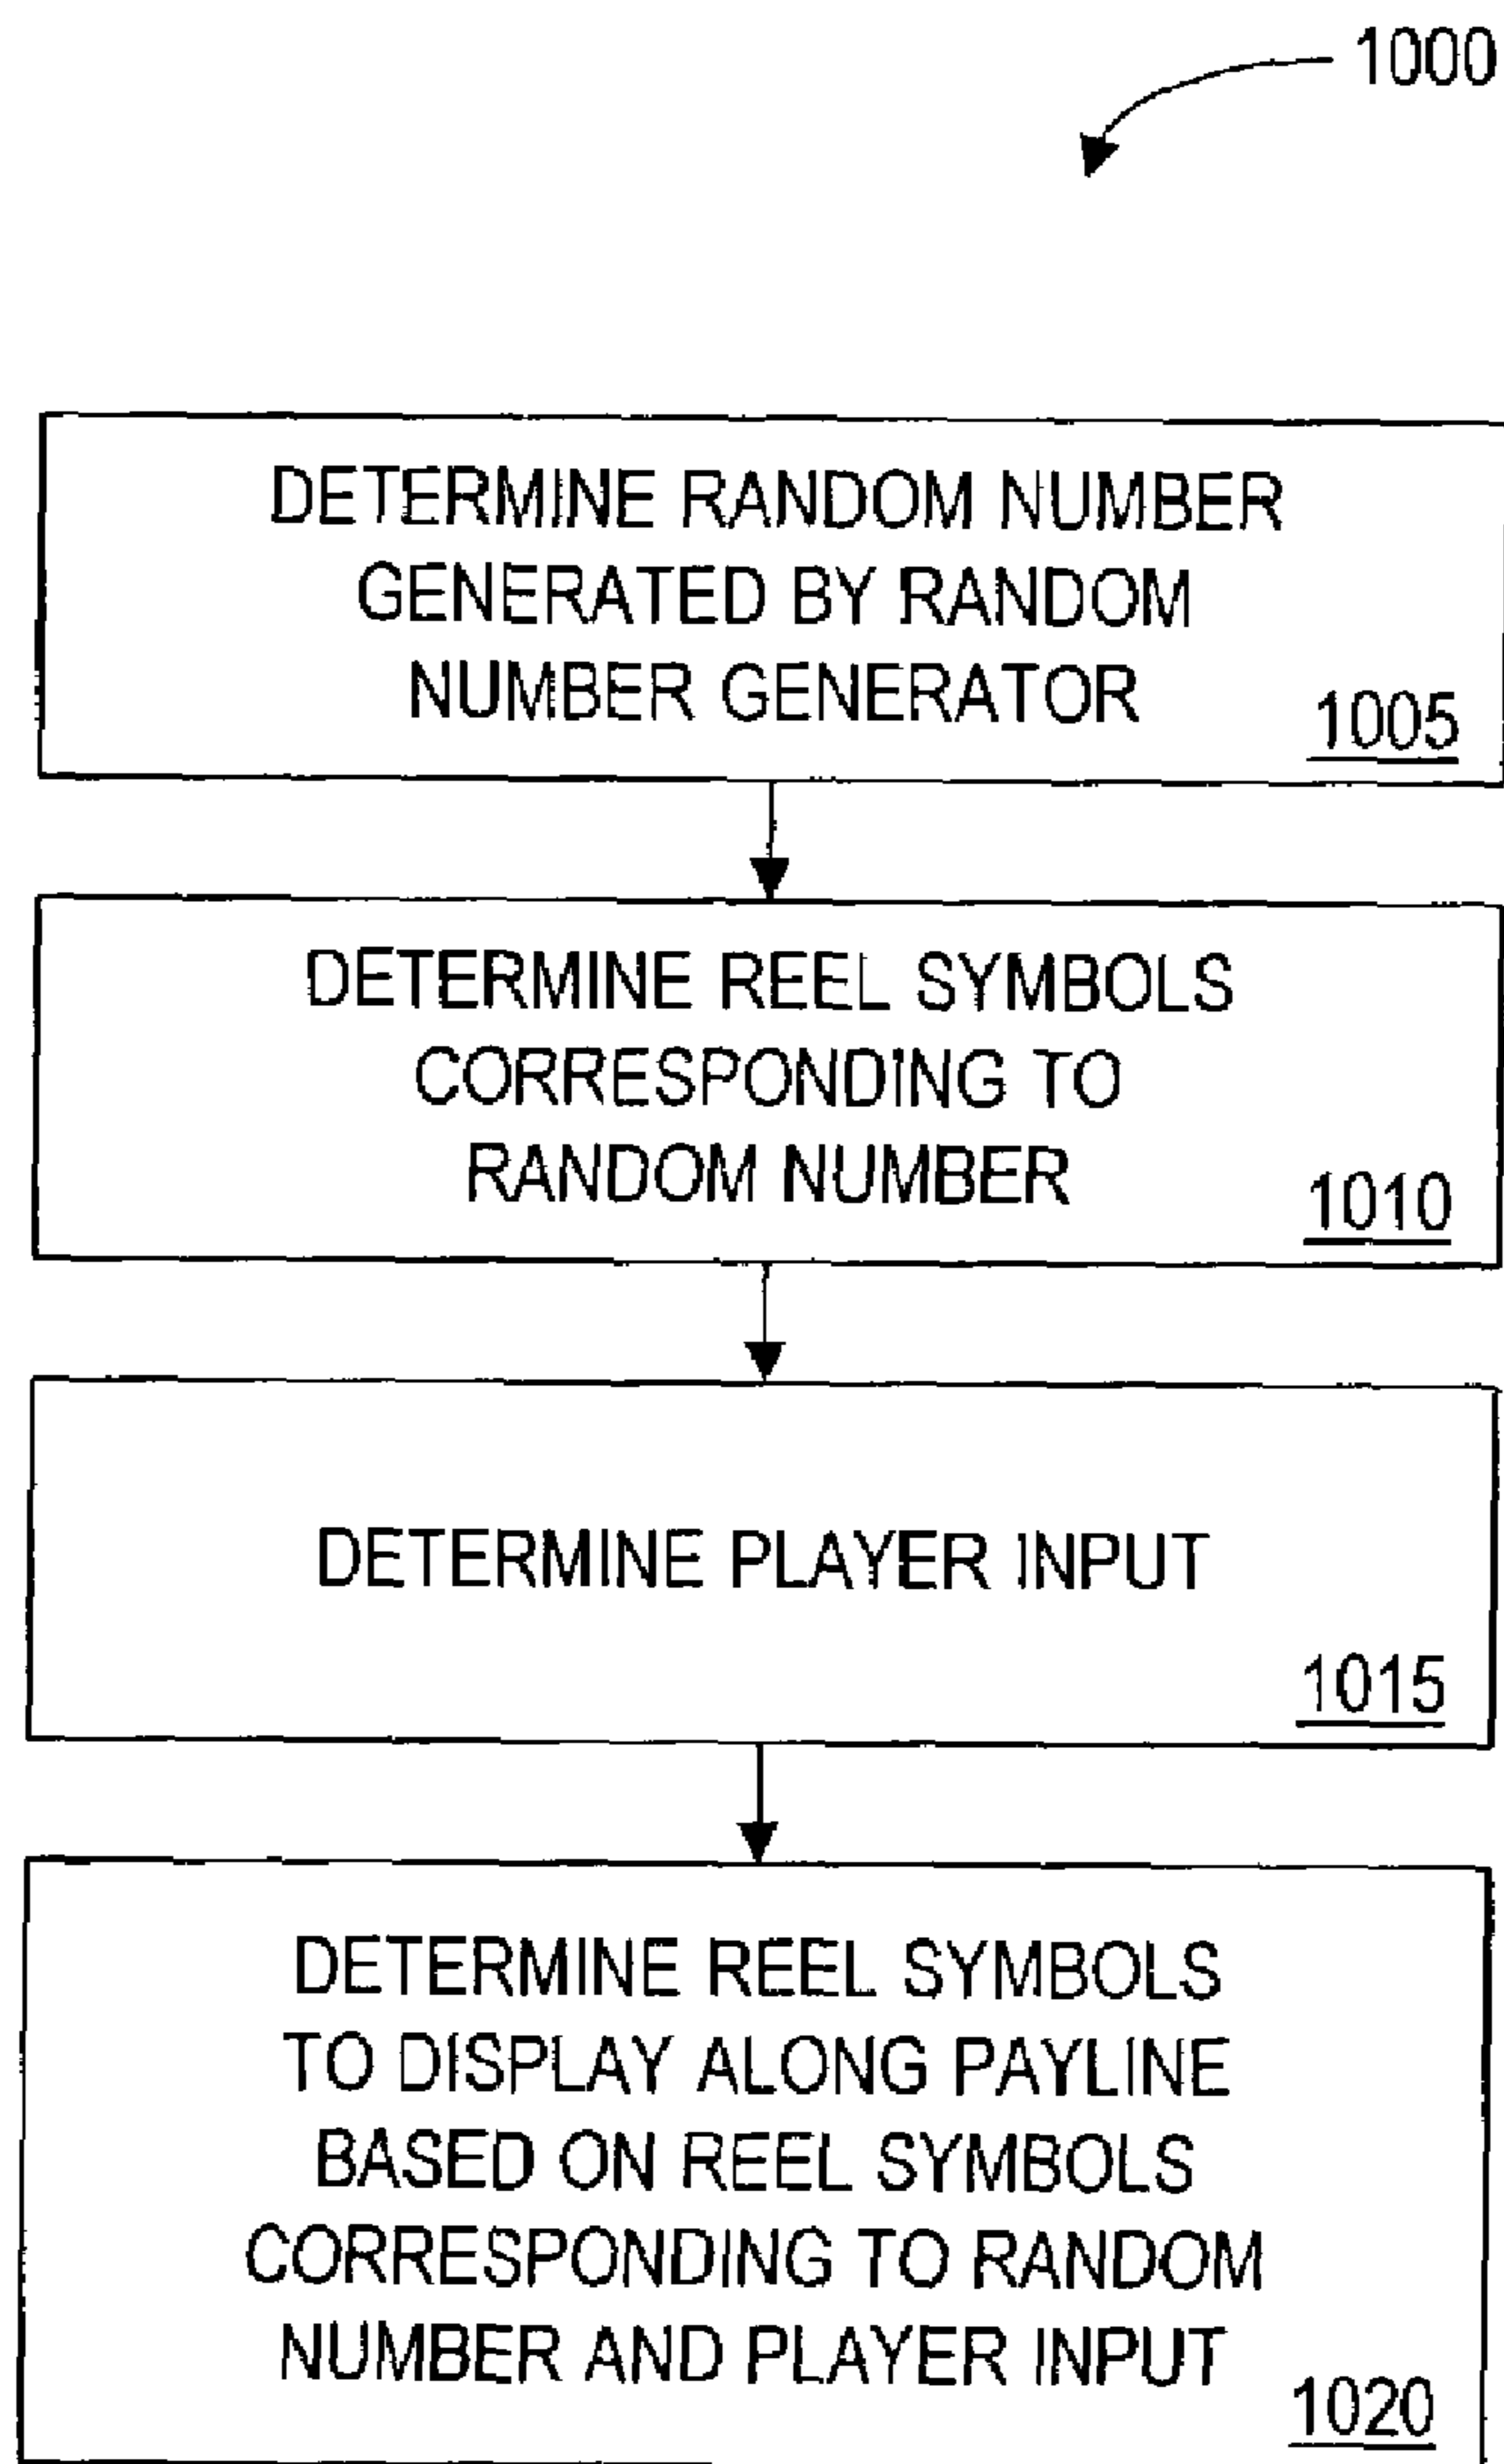 1000
DETERMINE RANDOM NUMBER
GENERATED BY RANDOM
NUMBER GENERATOR
1005
DETERMINE REEL SYMBOLS
CORRESPONDING TO
RANDOM NUMBER
1010
DETERMINE PLAYER INPUT
1015
DETERMINE REEL SYMBOLS
TO DISPLAY ALONG PAYLINE
BASED ON REEL SYMBOLS
CORRESPONDING TO RANDOM
NUMBER AND PLAYER INPUT
1020